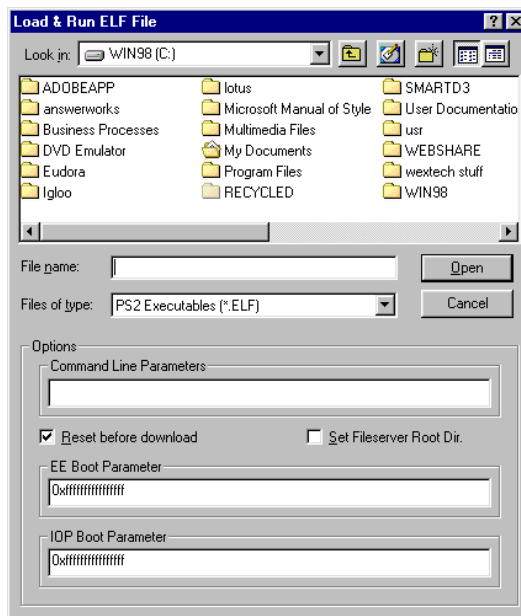 Load & Run ELF File
Look in: WIN98 (C:)
ADOBEAPP lotus SMARTD3
answerworks Microsoft Manual of Style User Documentatio
Business Processes Multimedia Files usr
DVD Emulator My Documents WEBSHARE
Eudora Program Files wextech stuff
Igloo RECYCLED WIN98
File name: Open
Files of type: PS2 Executables (*.ELF) Cancel
Options
Command Line Parameters
Reset before download Set Fileserver Root Dir.
EE Boot Parameter
0xffffffffffffffff
IOP Boot Parameter
0xffffffffffffffff